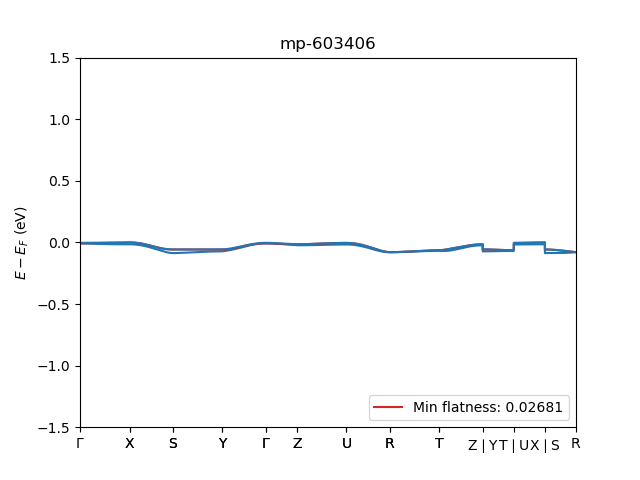 mp-603406
E − E_F (eV)
1.5
1.0
0.5
0.0
−0.5
−1.0
−1.5
Min flatness: 0.02681
Γ X S Y Γ Z U R T Z | Y T | U X | S R